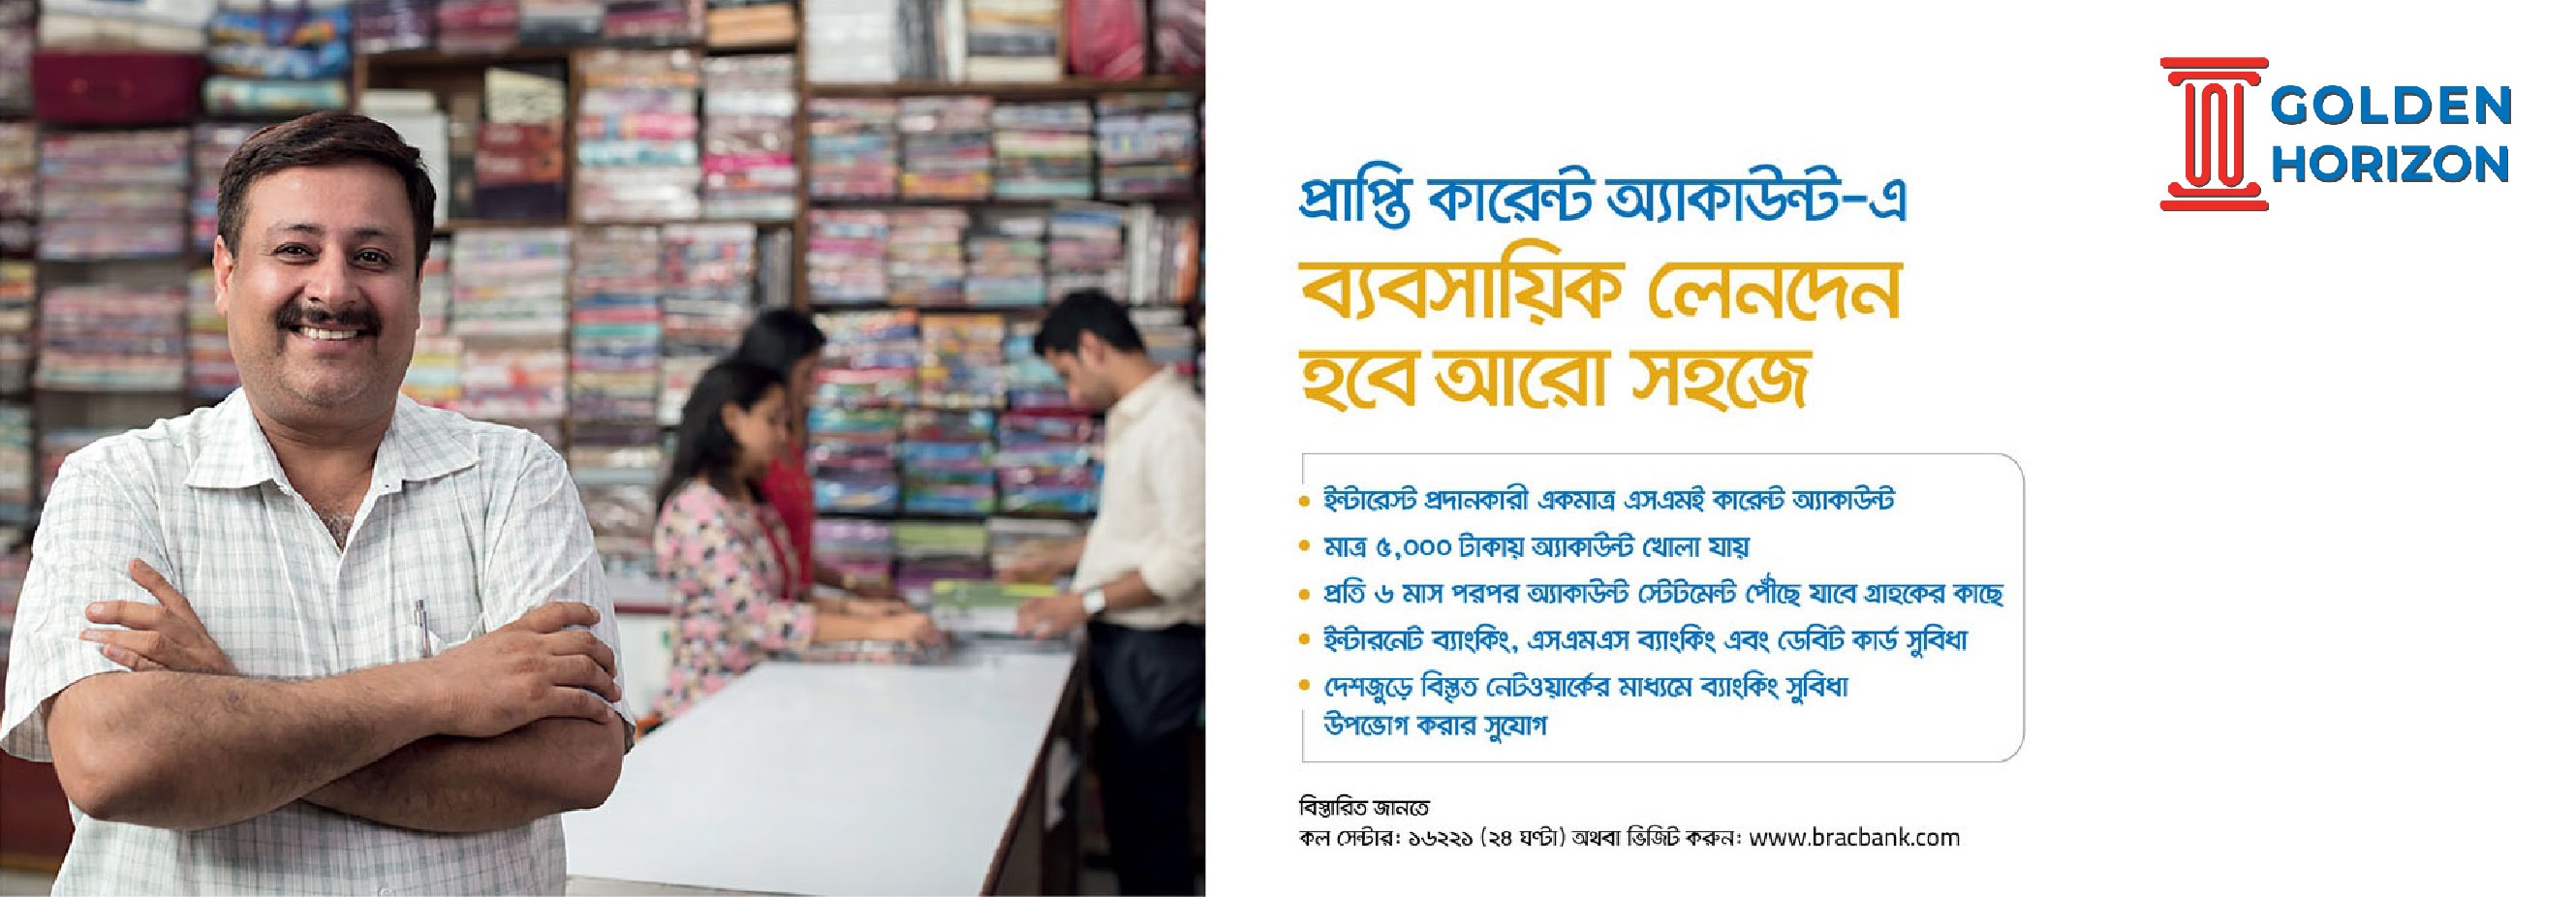 GOLDEN
HORIZON
প্রাপ্তি কারেন্ট অ্যাকাউন্ট-এ
ব্যবসায়িক লেনদেন
হবে আরো সহজে
ইন্টারেস্ট প্রদানকারী একমাত্র এসএমই কারেন্ট অ্যাকাউন্ট
মাত্র ৫,০০০ টাকায় অ্যাকাউন্ট খোলা যায়
প্রতি ৬ মাস পরপর অ্যাকাউন্ট স্টেটমেন্ট পৌঁছে যাবে গ্রাহকের কাছে
ইন্টারনেট ব্যাংকিং, এসএমএস ব্যাংকিং এবং ডেবিট কার্ড সুবিধা
দেশজুড়ে বিস্তৃত নেটওয়ার্কের মাধ্যমে ব্যাংকিং সুবিধা
উপভোগ করার সুযোগ
বিস্তারিত জানতে
কল সেন্টার: ১৬২২১ (২৪ ঘণ্টা) অথবা ভিজিট করুন: www.bracbank.com